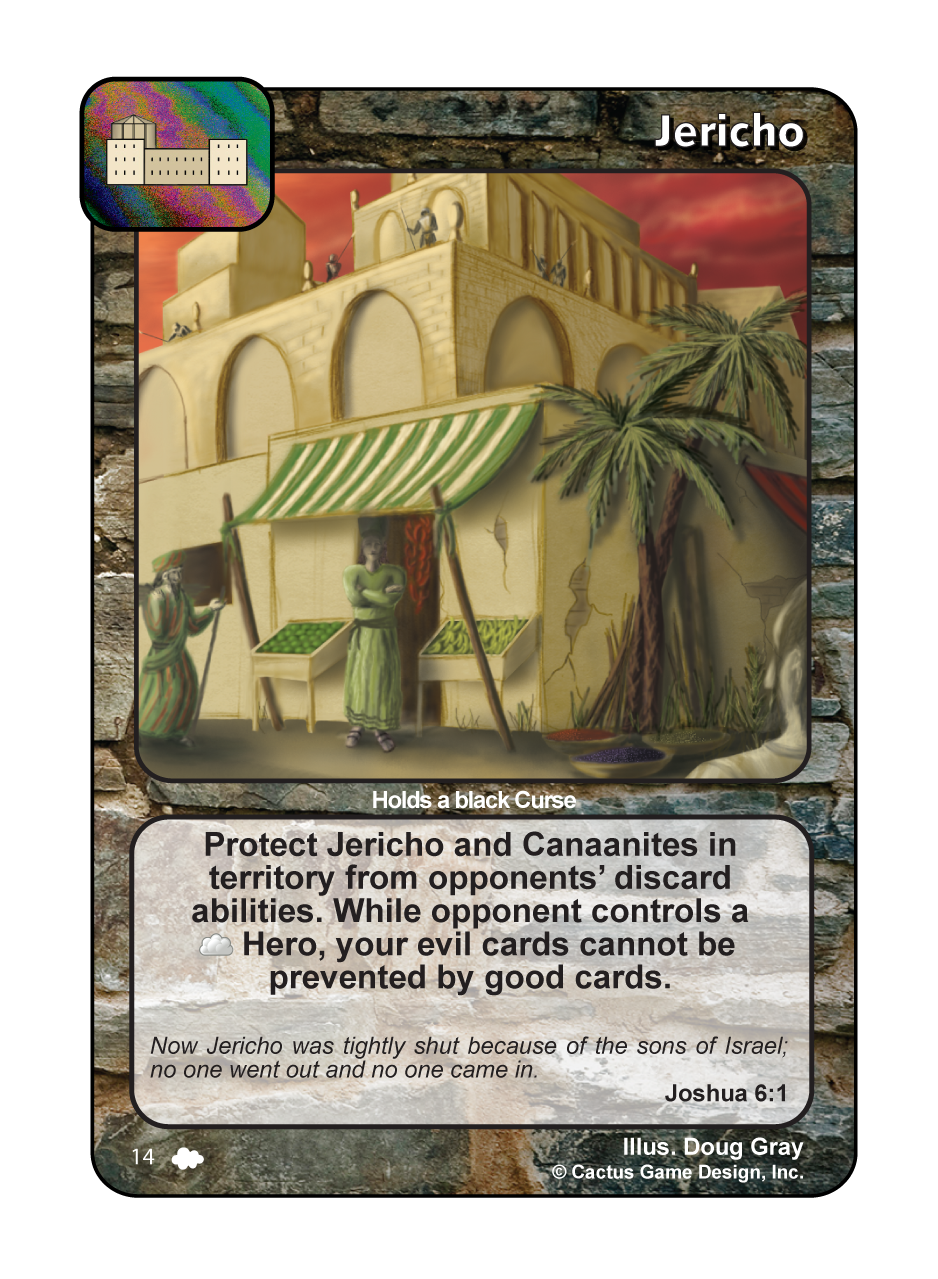 Jericho
Holds a black Curse
Protect Jericho and Canaanites in
territory from opponents’ discard
abilities. While opponent controls a
Hero, your evil cards cannot be
prevented by good cards.
Now Jericho was tightly shut because of the sons of Israel;
no one went out and no one came in.
Joshua 6:1
14
Illus. Doug Gray
© Cactus Game Design, Inc.